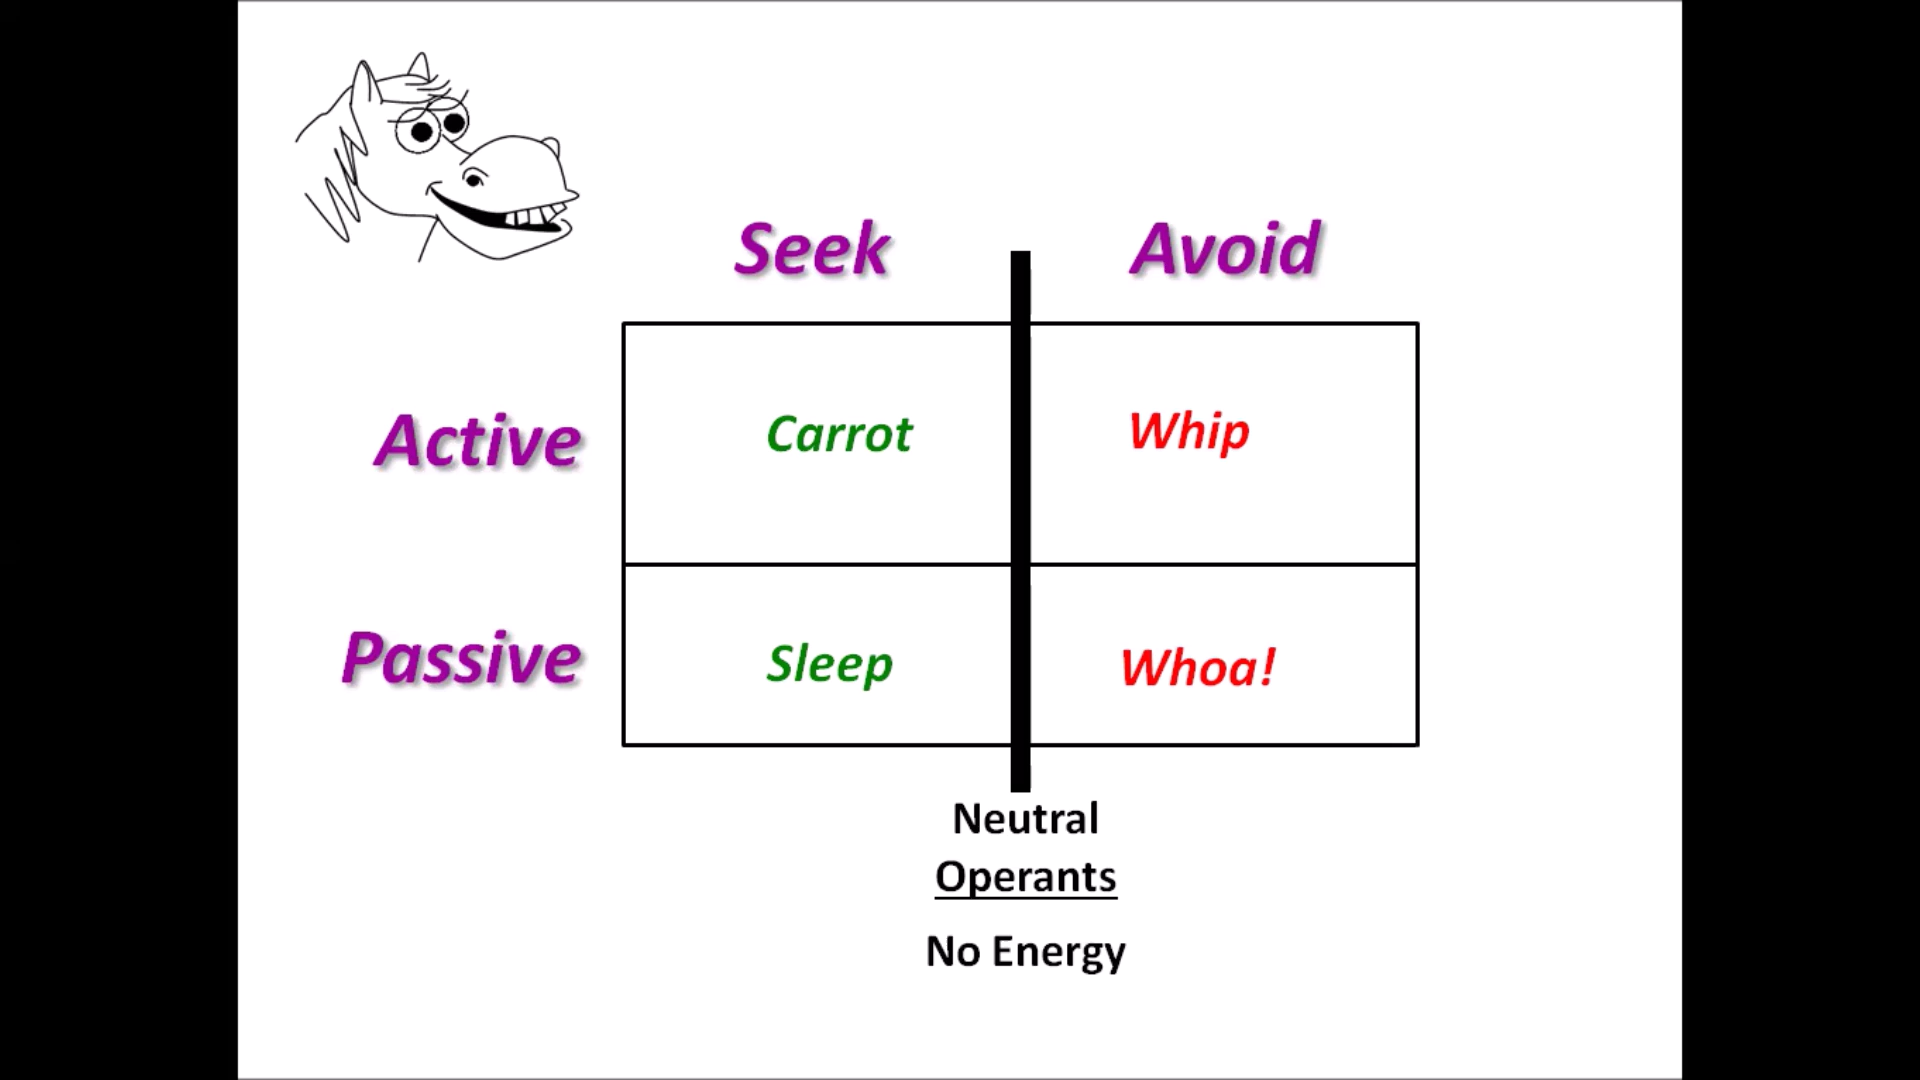 Seek Avoid
Active Carrot Whip
Passive Sleep Whoa!
Neutral
Operants
No Energy